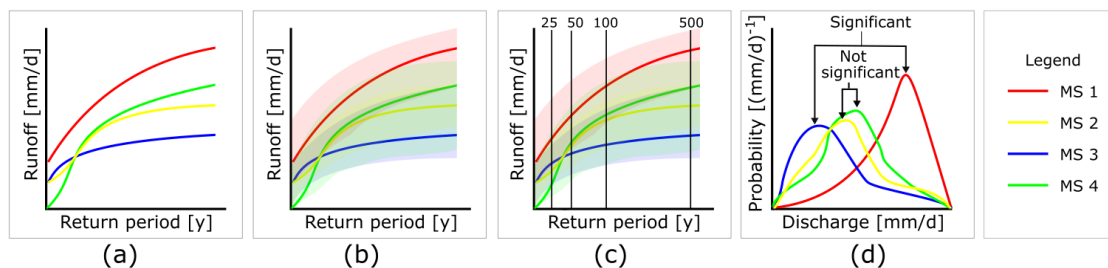 Runoff [mm/d]
Return period [y]
(a)
Runoff [mm/d]
Return period [y]
(b)
25 50 100 500
Runoff [mm/d]
Return period [y]
(c)
Significant
Not
significant
Probability [(mm/d)⁻¹]
Discharge [mm/d]
(d)
Legend
MS 1
MS 2
MS 3
MS 4